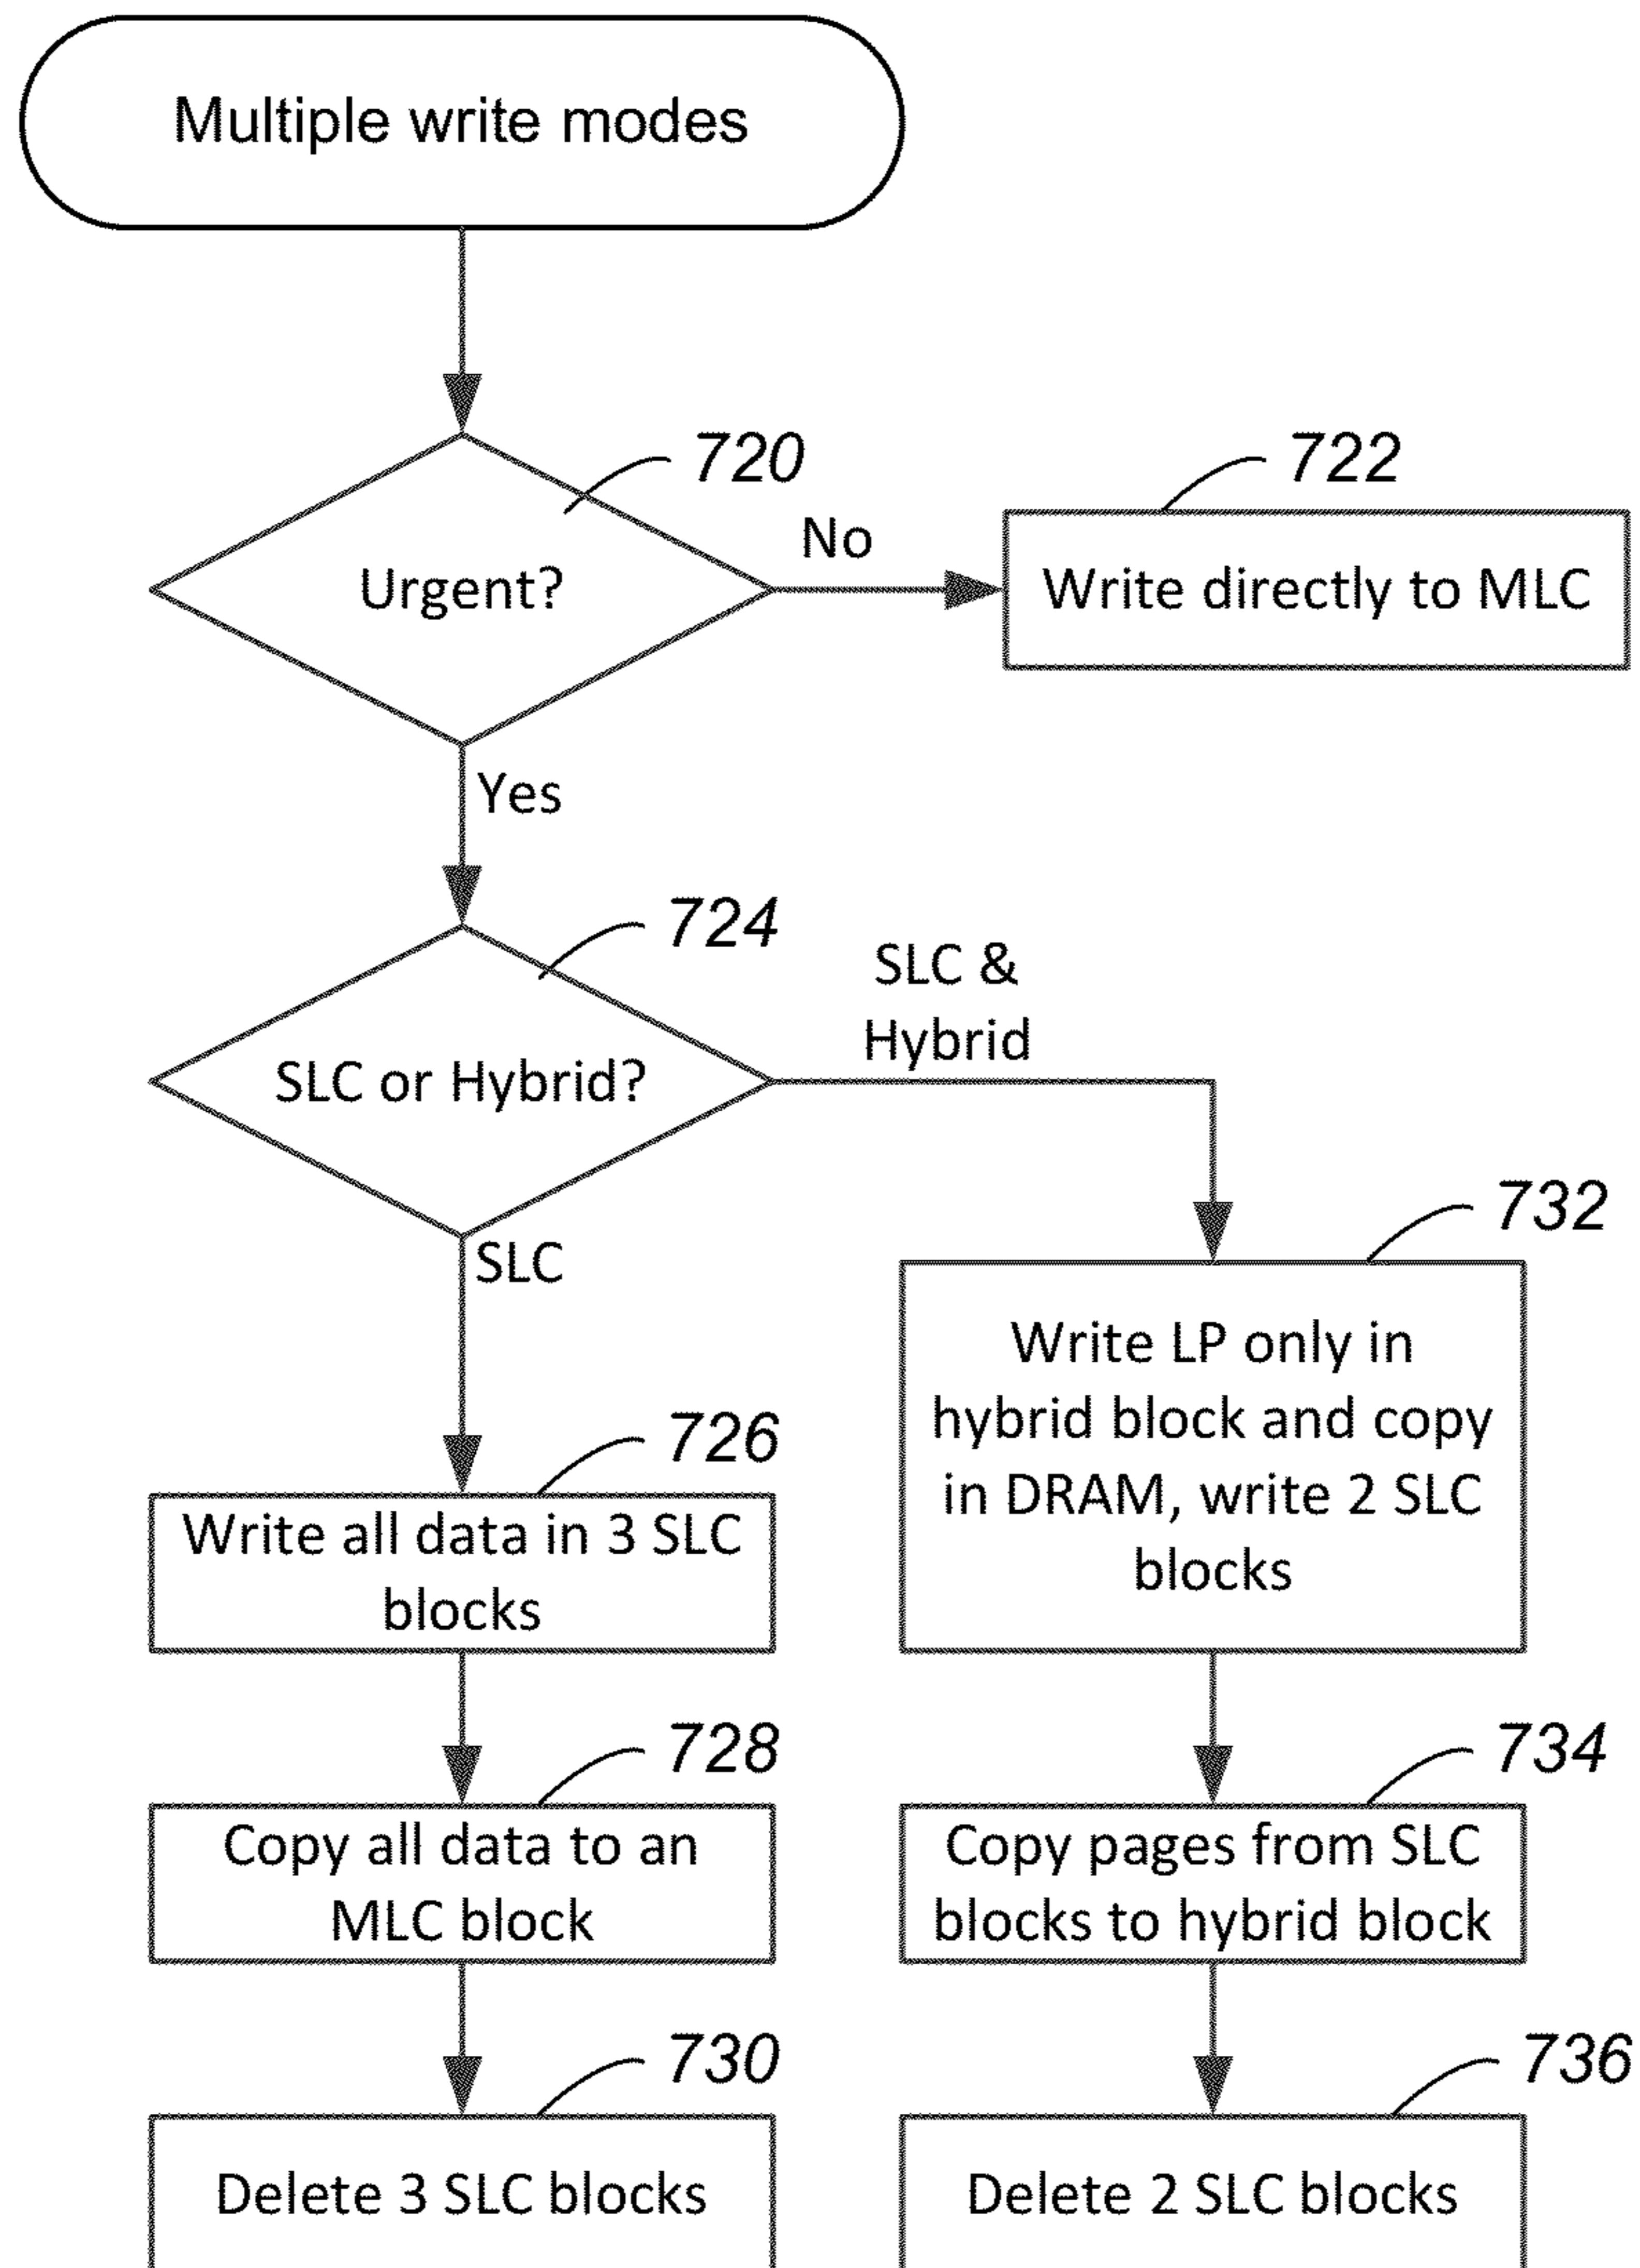 Multiple write modes
720
Urgent?
No
722
Write directly to MLC
Yes
724
SLC or Hybrid?
SLC &
Hybrid
SLC
726
Write all data in 3 SLC
blocks
728
Copy all data to an
MLC block
730
Delete 3 SLC blocks
732
Write LP only in
hybrid block and copy
in DRAM, write 2 SLC
blocks
734
Copy pages from SLC
blocks to hybrid block
736
Delete 2 SLC blocks